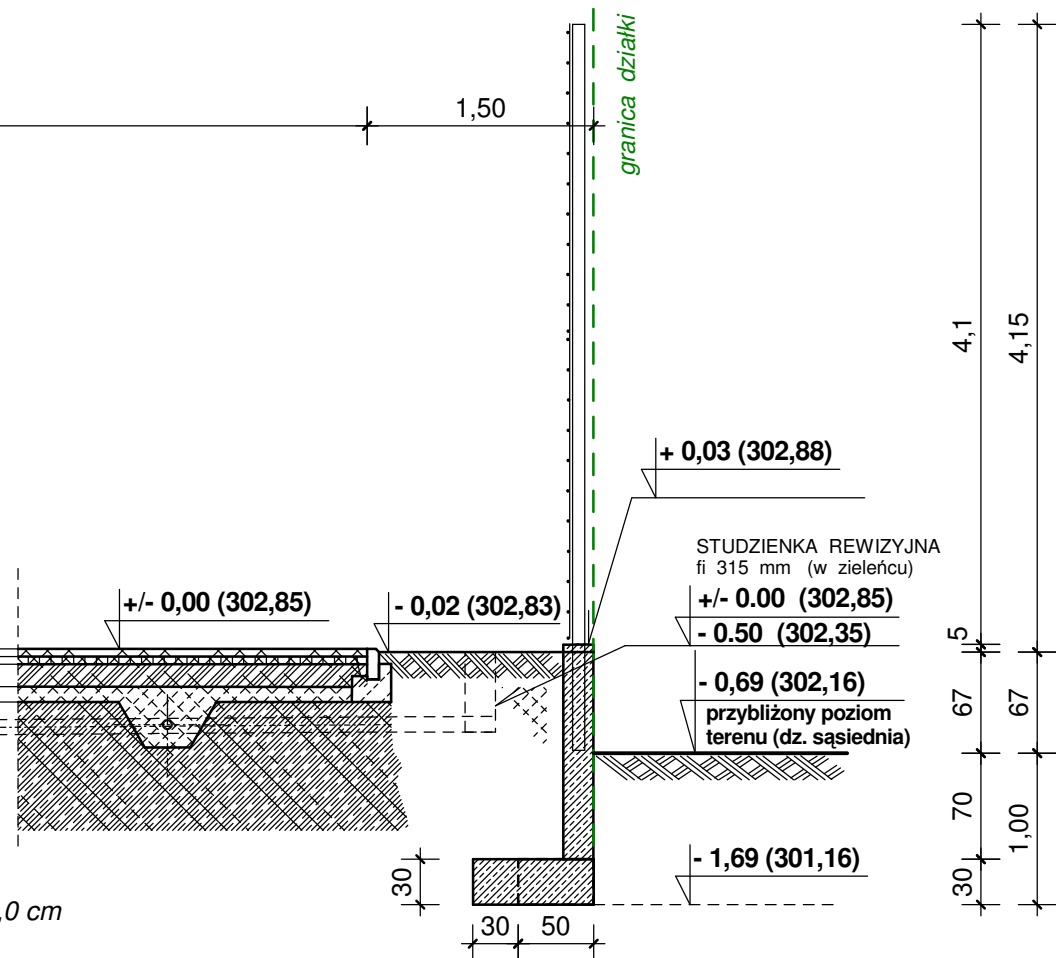 granica działki
1,50
4,1
4,15
+ 0,03 (302,88)
STUDZIENKA REWIZYJNA
fi 315 mm (w zieleńcu)
+/- 0,00 (302,85)
- 0,02 (302,83)
+/- 0.00 (302,85)
- 0.50 (302,35)
5
- 0,69 (302,16)
przybliżony poziom
terenu (dz. sąsiednia)
67
67
70
1,00
- 1,69 (301,16)
30
30
,0 cm
30
50